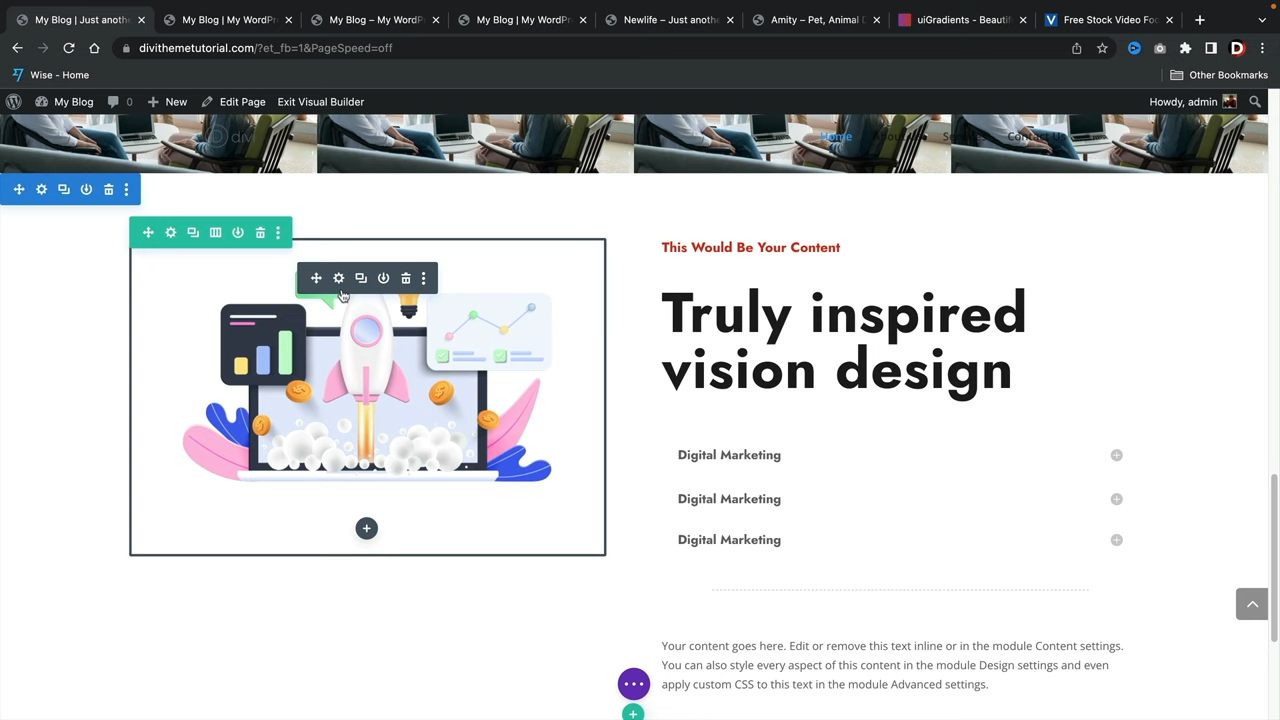 My Blog | Just anoth
My Blog | My WordPr
My Blog – My WordP
My Blog | My WordPr
Newlife – Just anoth
Amity – Pet, Animal D
uiGradients - Beautif
Free Stock Video Foo
divithemetutorial.com/?et_fb=1&PageSpeed=off
Wise - Home
Other Bookmarks
My Blog
0
New
Edit Page
Exit Visual Builder
Howdy, admin
divi
Home
This Would Be Your Content
Truly inspired
vision design
Digital Marketing
Digital Marketing
Digital Marketing
Your content goes here. Edit or remove this text inline or in the module Content settings.
You can also style every aspect of this content in the module Design settings and even
apply custom CSS to this text in the module Advanced settings.